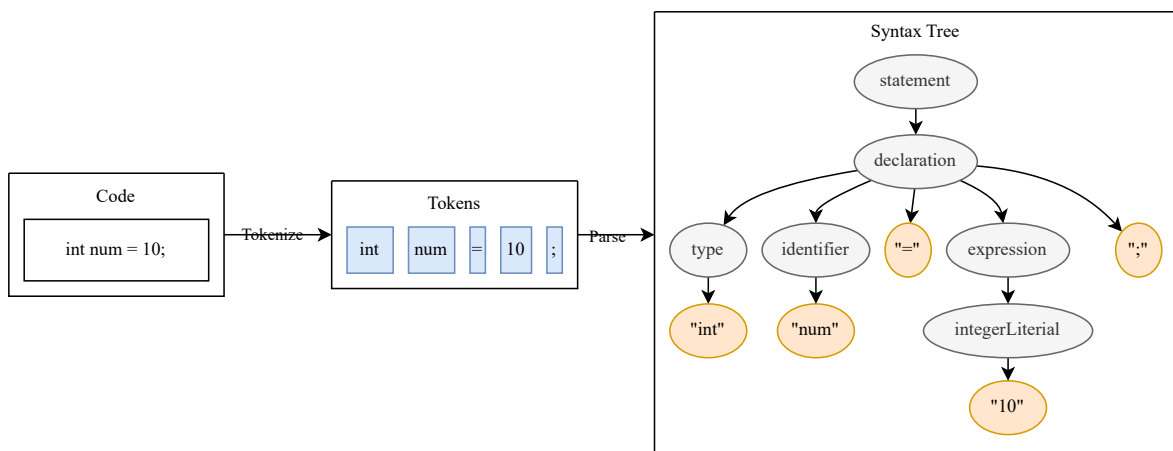 Code
int num = 10;
Tokenize
Tokens
int num = 10 ;
Parse
Syntax Tree
statement
declaration
type identifier "=" expression ";"
"int" "num" integerLiterial
"10"